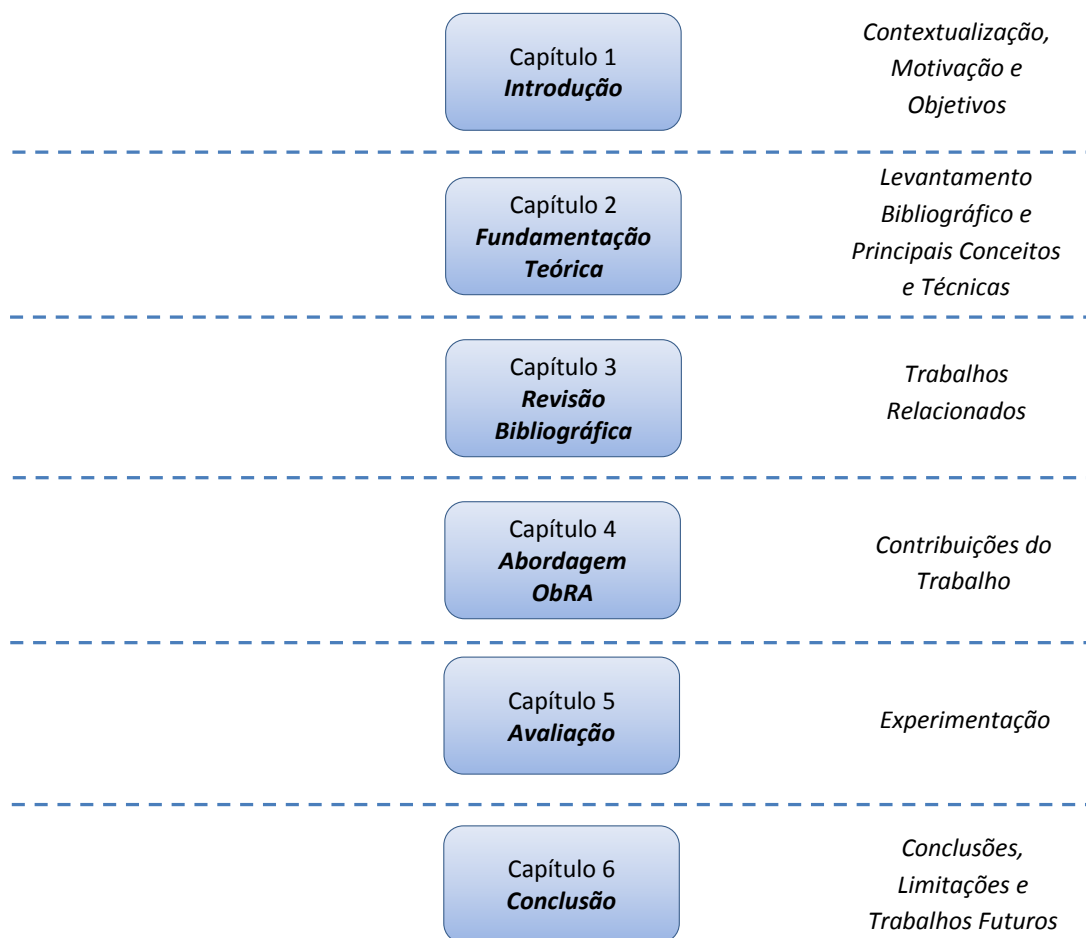 Capítulo 1
Introdução
Contextualização,
Motivação e
Objetivos
Capítulo 2
Fundamentação
Teórica
Levantamento
Bibliográfico e
Principais Conceitos
e Técnicas
Capítulo 3
Revisão
Bibliográfica
Trabalhos
Relacionados
Capítulo 4
Abordagem
ObRA
Contribuições do
Trabalho
Capítulo 5
Avaliação
Experimentação
Capítulo 6
Conclusão
Conclusões,
Limitações e
Trabalhos Futuros